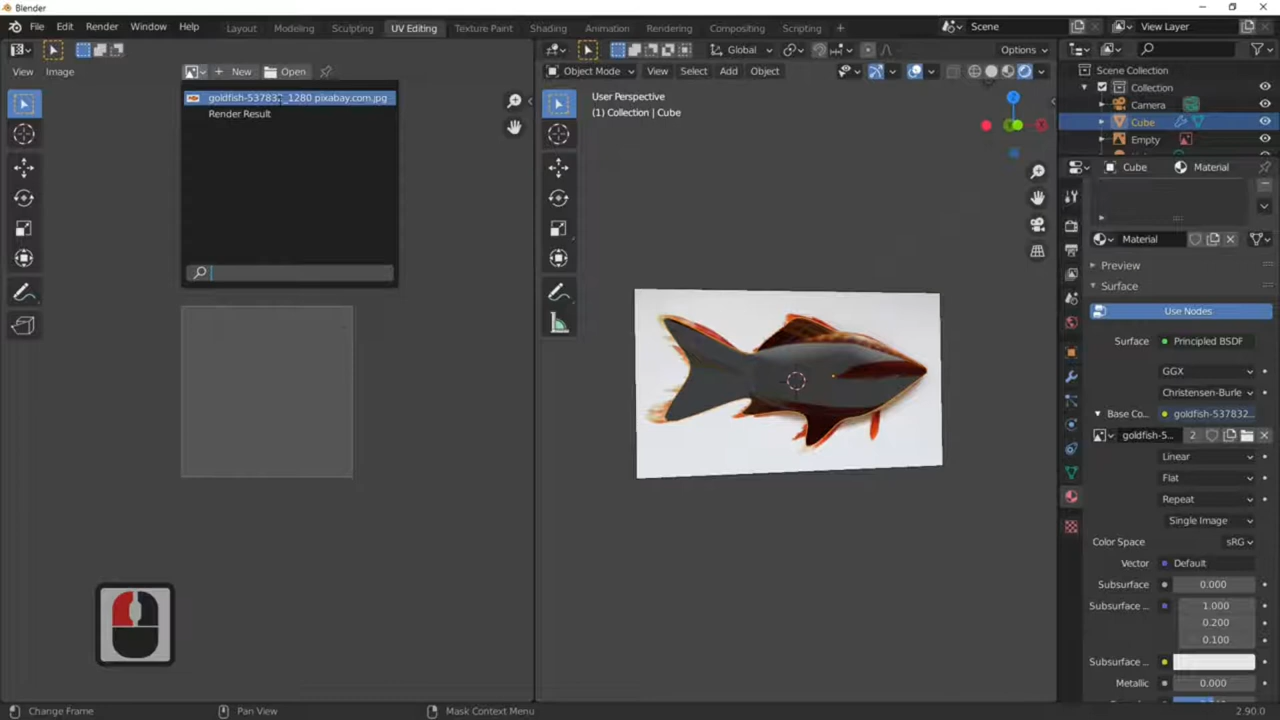 Blender
File Edit Render Window Help
Layout Modeling Sculpting UV Editing Texture Paint Shading Animation Rendering Compositing Scripting +
Scene
View Layer
View Image
New
Open
goldfish-53783
_1280 pixabay.com.jpg
Render Result
Global
Options
Object Mode View Select Add Object
User Perspective
(1) Collection | Cube
Z
Scene Collection
Collection
Camera
Cube
Empty
Cube
Material
Material
Preview
Surface
Use Nodes
Surface Principled BSDF
GGX
Christensen-Burle
Base Co... goldfish-537832...
goldfish-5... 2
Linear
Flat
Repeat
Single Image
Color Space sRG
Vector Default
Subsurface 0.000
Subsurface .. 1.000
0.200
0.100
Subsurface ..
Metallic 0.000
Change Frame
Pan View
Mask Context Menu
2.90.0